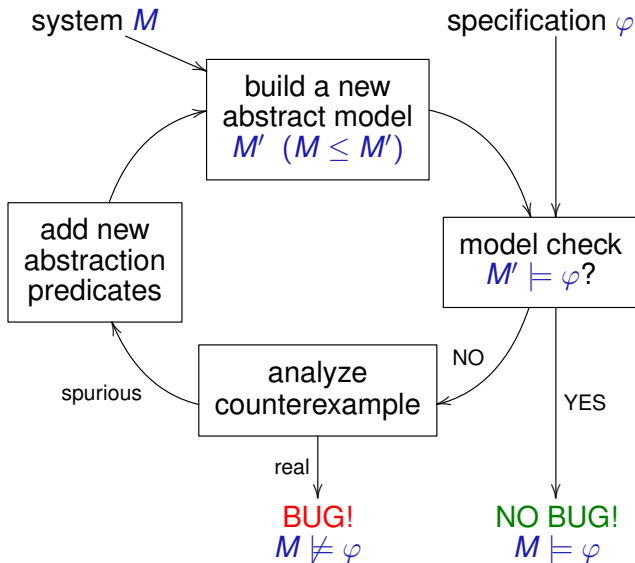 system M
specification φ
build a new
abstract model
M′ (M ≤ M′)
add new
abstraction
predicates
model check
M′ ⊨ φ?
NO
analyze
counterexample
spurious
YES
real
BUG!
M ⊭ φ
NO BUG!
M ⊨ φ